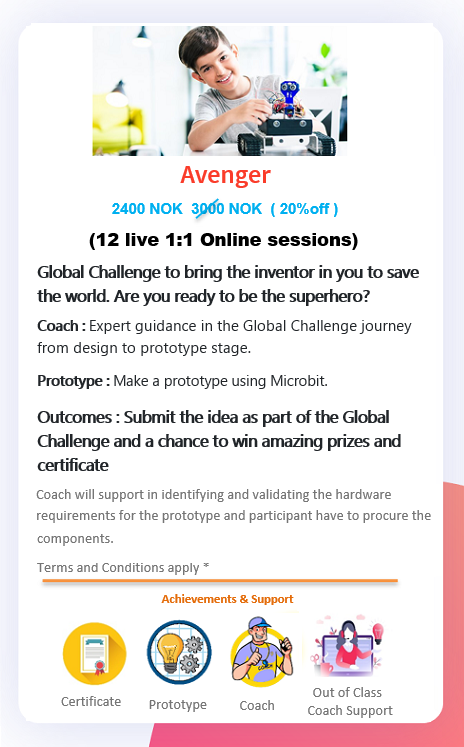 Avenger
2400 NOK 3000 NOK ( 20%off )
(12 live 1:1 Online sessions)
Global Challenge to bring the inventor in you to save
the world. Are you ready to be the superhero?
Coach : Expert guidance in the Global Challenge journey
from design to prototype stage.
Prototype : Make a prototype using Microbit.
Outcomes : Submit the idea as part of the Global
Challenge and a chance to win amazing prizes and
certificate
Coach will support in identifying and validating the hardware
requirements for the prototype and participant have to procure the
components.
Terms and Conditions apply *
Achievements & Support
COACH
Certificate
Prototype
Coach
Out of Class
Coach Support